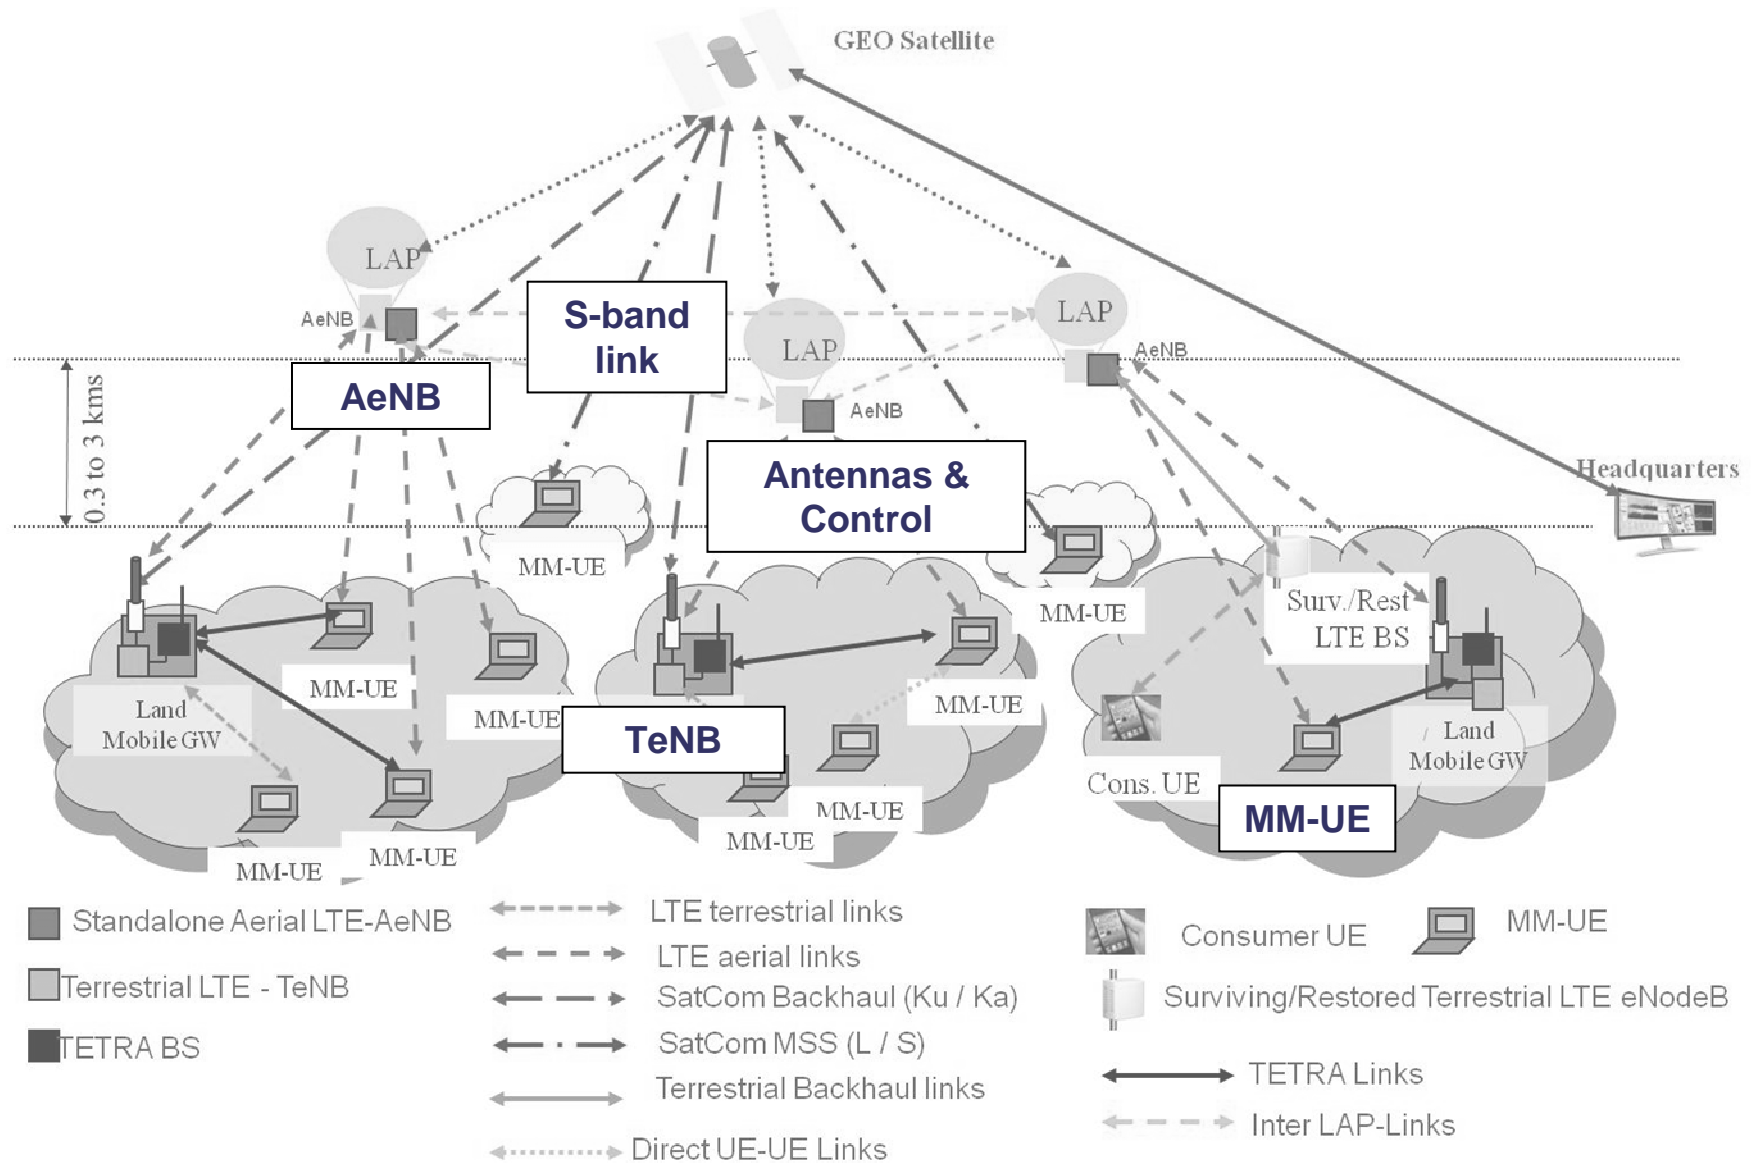 GEO Satellite
LAP
AeNB
S-band
link
LAP
AeNB
LAP
AeNB
AeNB
0.3 to 3 kms
Antennas &
Control
Headquarters
MM-UE
MM-UE
Surv./Rest
LTE BS
MM-UE
MM-UE
MM-UE
Land
Mobile GW
TeNB
Land
Mobile GW
Cons. UE
MM-UE
MM-UE
MM-UE
MM-UE
MM-UE
Standalone Aerial LTE-AeNB
Terrestrial LTE - TeNB
TETRA BS
LTE terrestrial links
LTE aerial links
SatCom Backhaul (Ku / Ka)
SatCom MSS (L / S)
Terrestrial Backhaul links
Direct UE-UE Links
Consumer UE
MM-UE
Surviving/Restored Terrestrial LTE eNodeB
TETRA Links
Inter LAP-Links